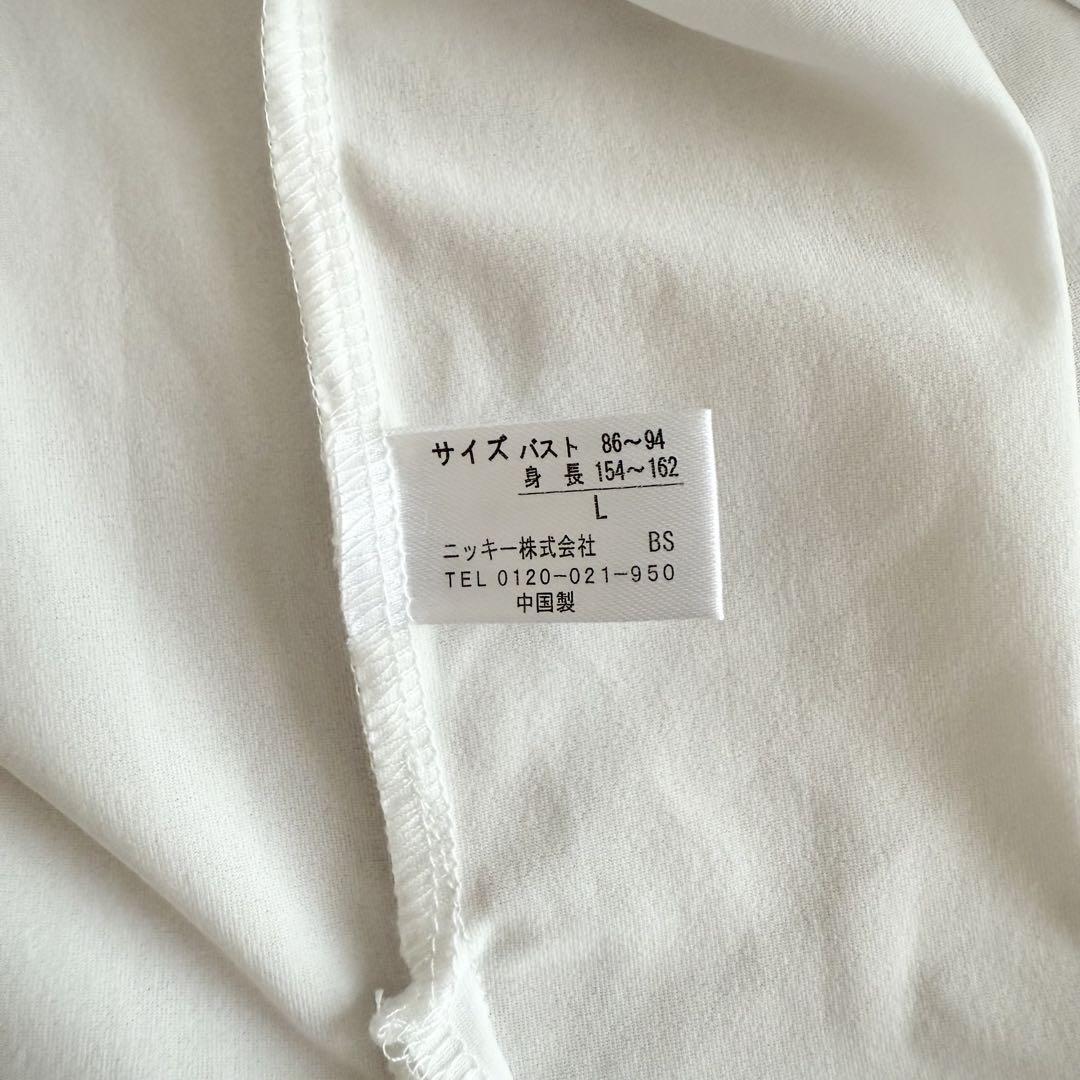 サイズ バスト 86～94
身長 154～162
L
ニッキー株式会社 BS
TEL 0120-021-950
中国製